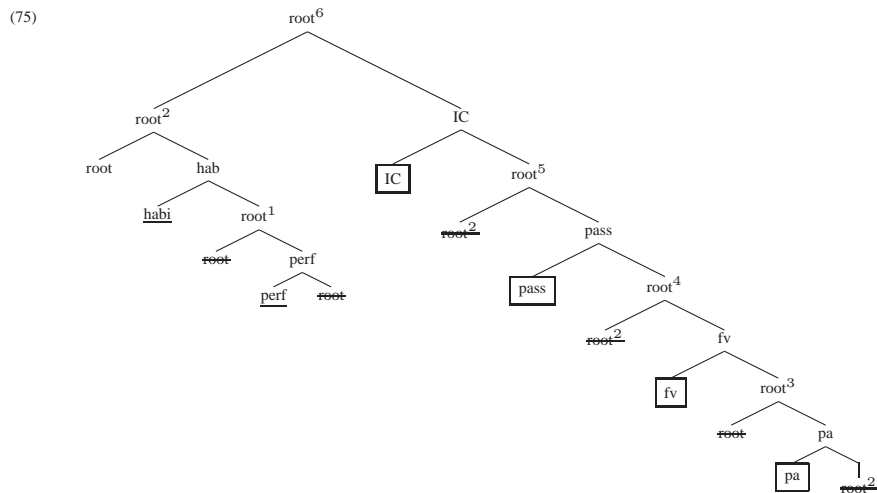 (75)
root⁶
root² IC
root hab IC root⁵
habi root¹ root² pass
root perf pass root⁴
perf root root² fv
fv root³
root pa
pa root²